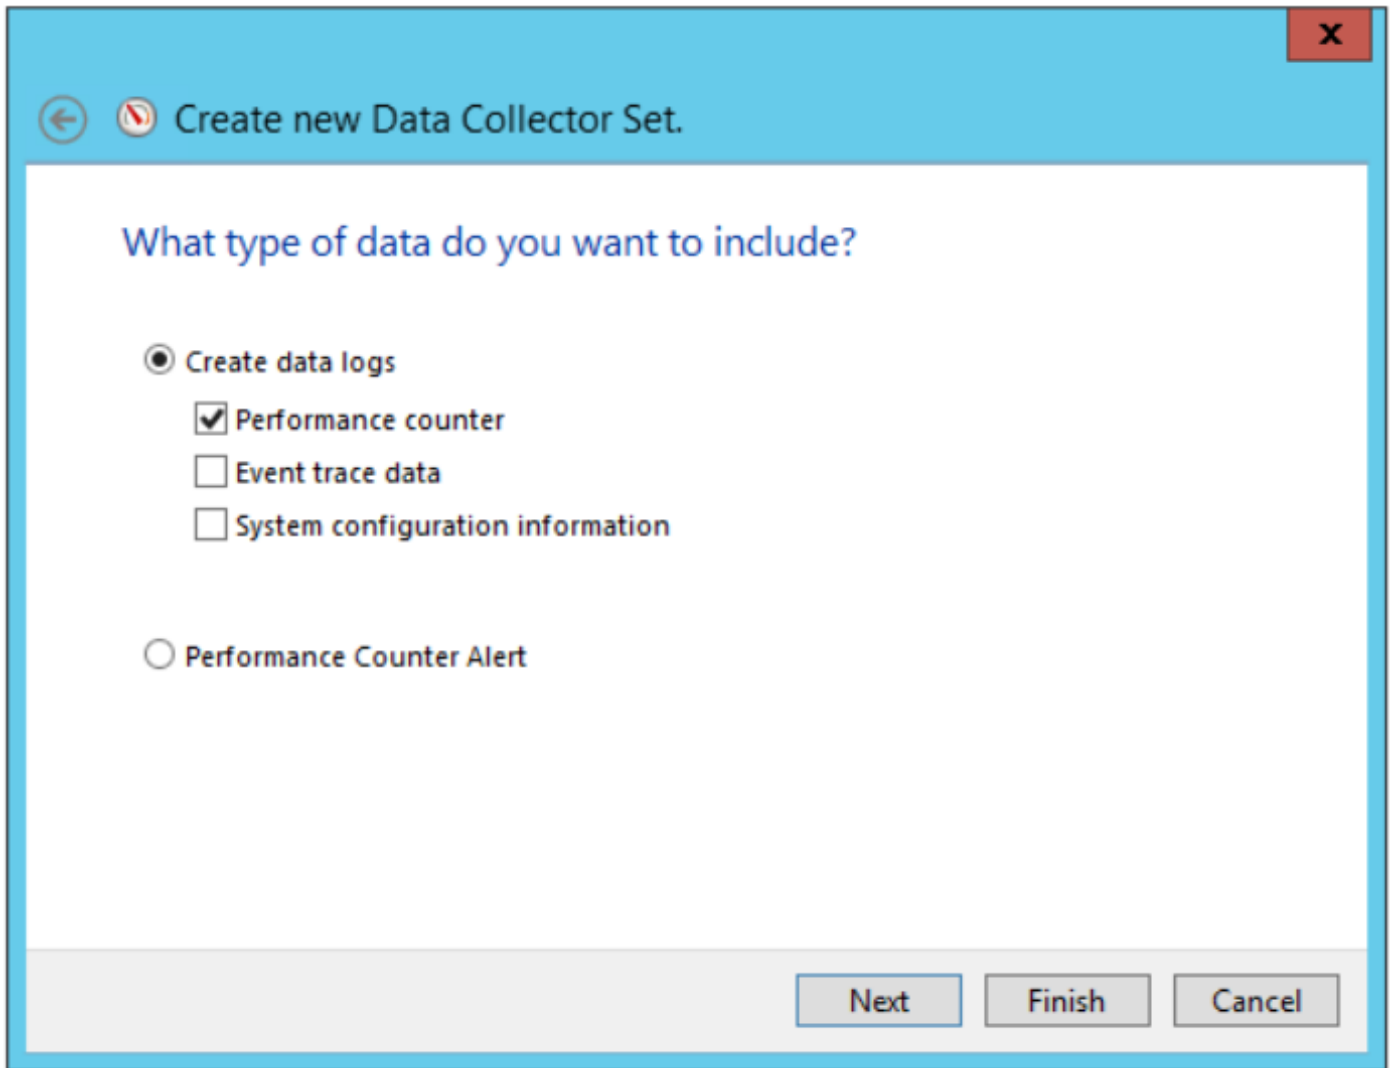 x
Create new Data Collector Set.
What type of data do you want to include?
Create data logs
Performance counter
Event trace data
System configuration information
Performance Counter Alert
Next Finish Cancel